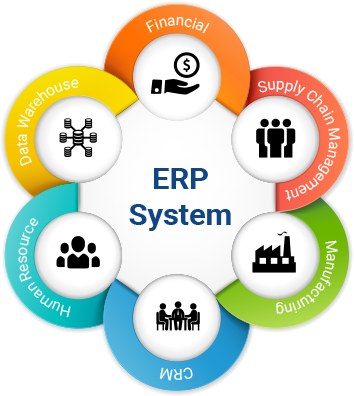 Financial
Supply Chain Management
Manufacturing
CRM
Human Resource
Data Warehouse
ERP
System
$